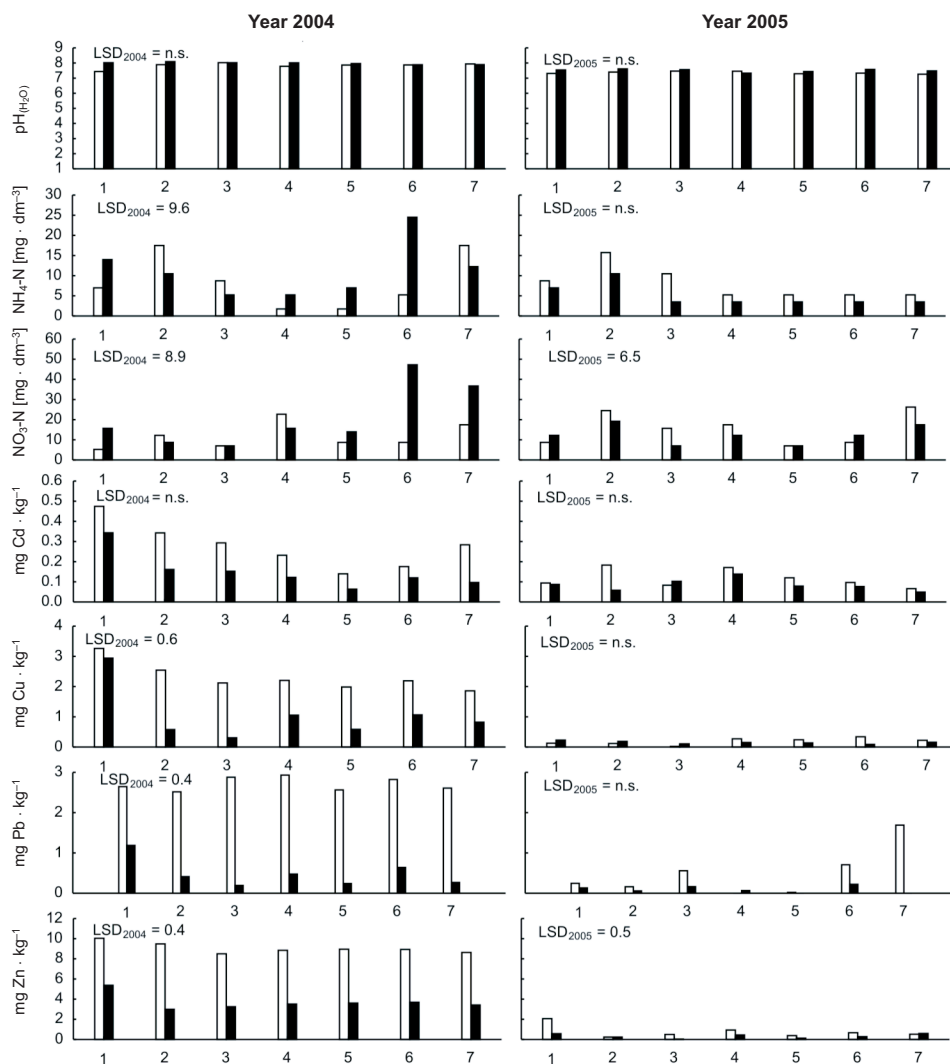 Year 2004 Year 2005
pH(H₂O)
9
8
7
6
5
4
3
2
1
LSD₂₀₀₄ = n.s.
1 2 3 4 5 6 7
LSD₂₀₀₅ = n.s.
1 2 3 4 5 6 7
NH₄-N [mg · dm⁻³]
30
25
20
15
10
5
0
LSD₂₀₀₄ = 9.6
1 2 3 4 5 6 7
LSD₂₀₀₅ = n.s.
1 2 3 4 5 6 7
NO₃-N [mg · dm⁻³]
60
50
40
30
20
10
0
LSD₂₀₀₄ = 8.9
1 2 3 4 5 6 7
LSD₂₀₀₅ = 6.5
1 2 3 4 5 6 7
mg Cd · kg⁻¹
0.6
0.5
0.4
0.3
0.2
0.1
0.0
LSD₂₀₀₄ = n.s.
1 2 3 4 5 6 7
LSD₂₀₀₅ = n.s.
1 2 3 4 5 6 7
mg Cu · kg⁻¹
4
3
2
1
0
LSD₂₀₀₄ = 0.6
1 2 3 4 5 6 7
LSD₂₀₀₅ = n.s.
1 2 3 4 5 6 7
mg Pb · kg⁻¹
3
2
1
0
LSD₂₀₀₄ = 0.4
1 2 3 4 5 6 7
LSD₂₀₀₅ = n.s.
1 2 3 4 5 6 7
mg Zn · kg⁻¹
12
10
8
6
4
2
0
LSD₂₀₀₄ = 0.4
1 2 3 4 5 6 7
LSD₂₀₀₅ = 0.5
1 2 3 4 5 6 7